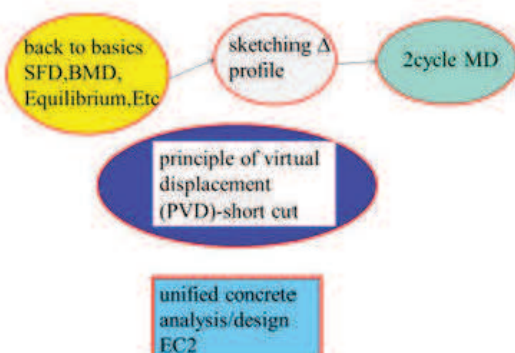 back to basics
SFD,BMD,
Equilibrium,Etc
sketching Δ
profile
2cycle MD
principle of virtual
displacement
(PVD)-short cut
unified concrete
analysis/design
EC2